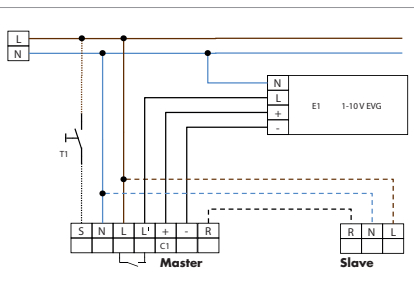 L
N
N
L
+
-
E1 1-10 V EVG
T1
S N L L' + - R
C1
R N L
Master
Slave